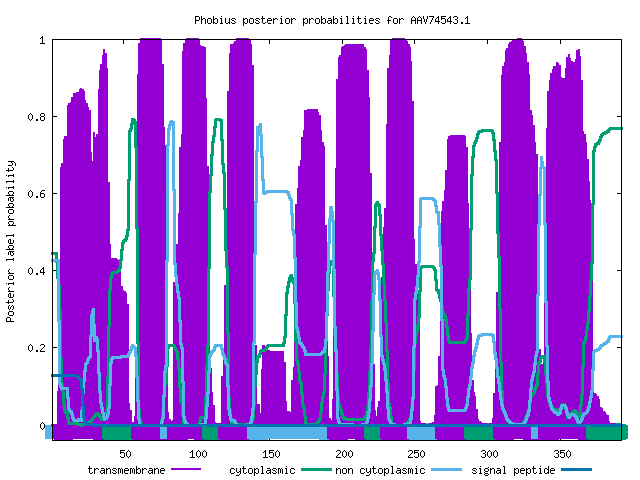 Phobius posterior probabilities for AAV74543.1
Posterior label probability
1
0.8
0.6
0.4
0.2
0
50 100 150 200 250 300 350
transmembrane cytoplasmic non cytoplasmic signal peptide